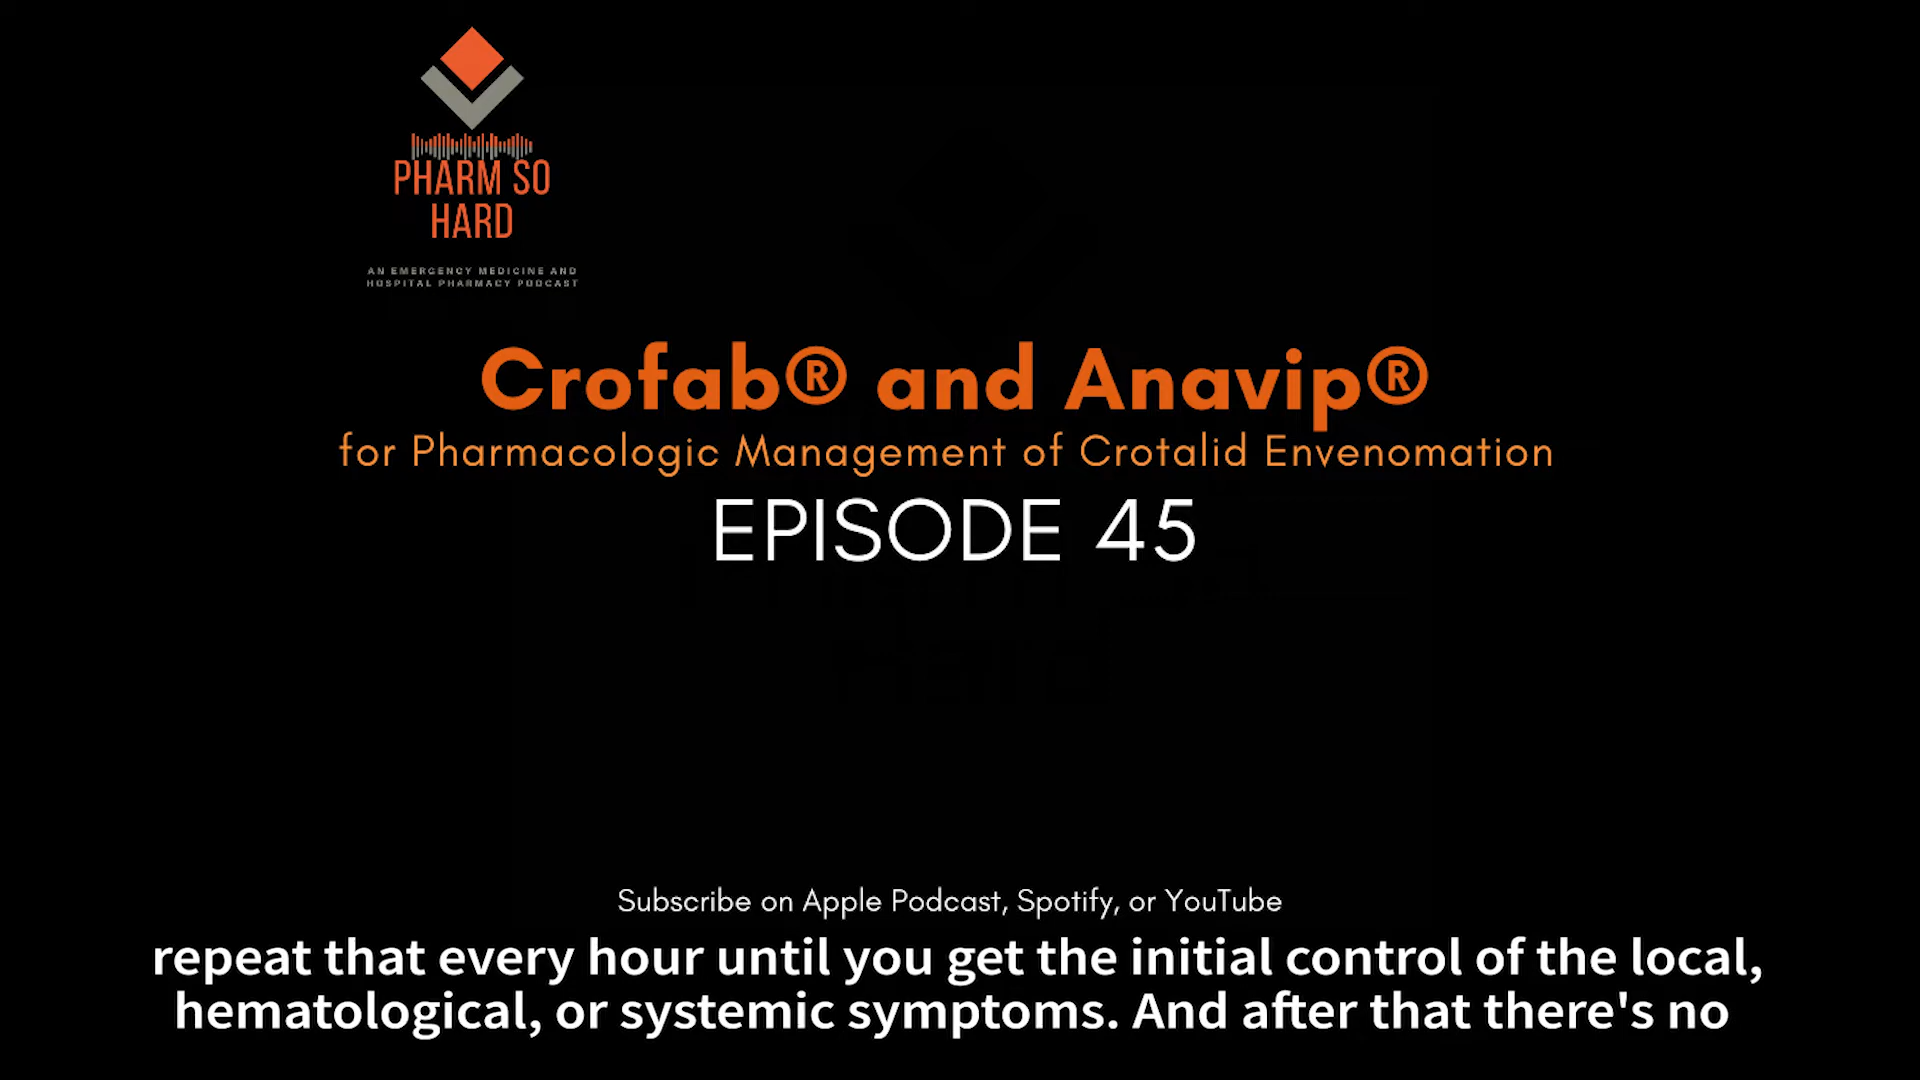 PHARM SO
HARD
AN EMERGENCY MEDICINE AND
HOSPITAL PHARMACY PODCAST
Crofab® and Anavip®
for Pharmacologic Management of Crotalid Envenomation
EPISODE 45
Subscribe on Apple Podcast, Spotify, or YouTube
repeat that every hour until you get the initial control of the local,
hematological, or systemic symptoms. And after that there's no